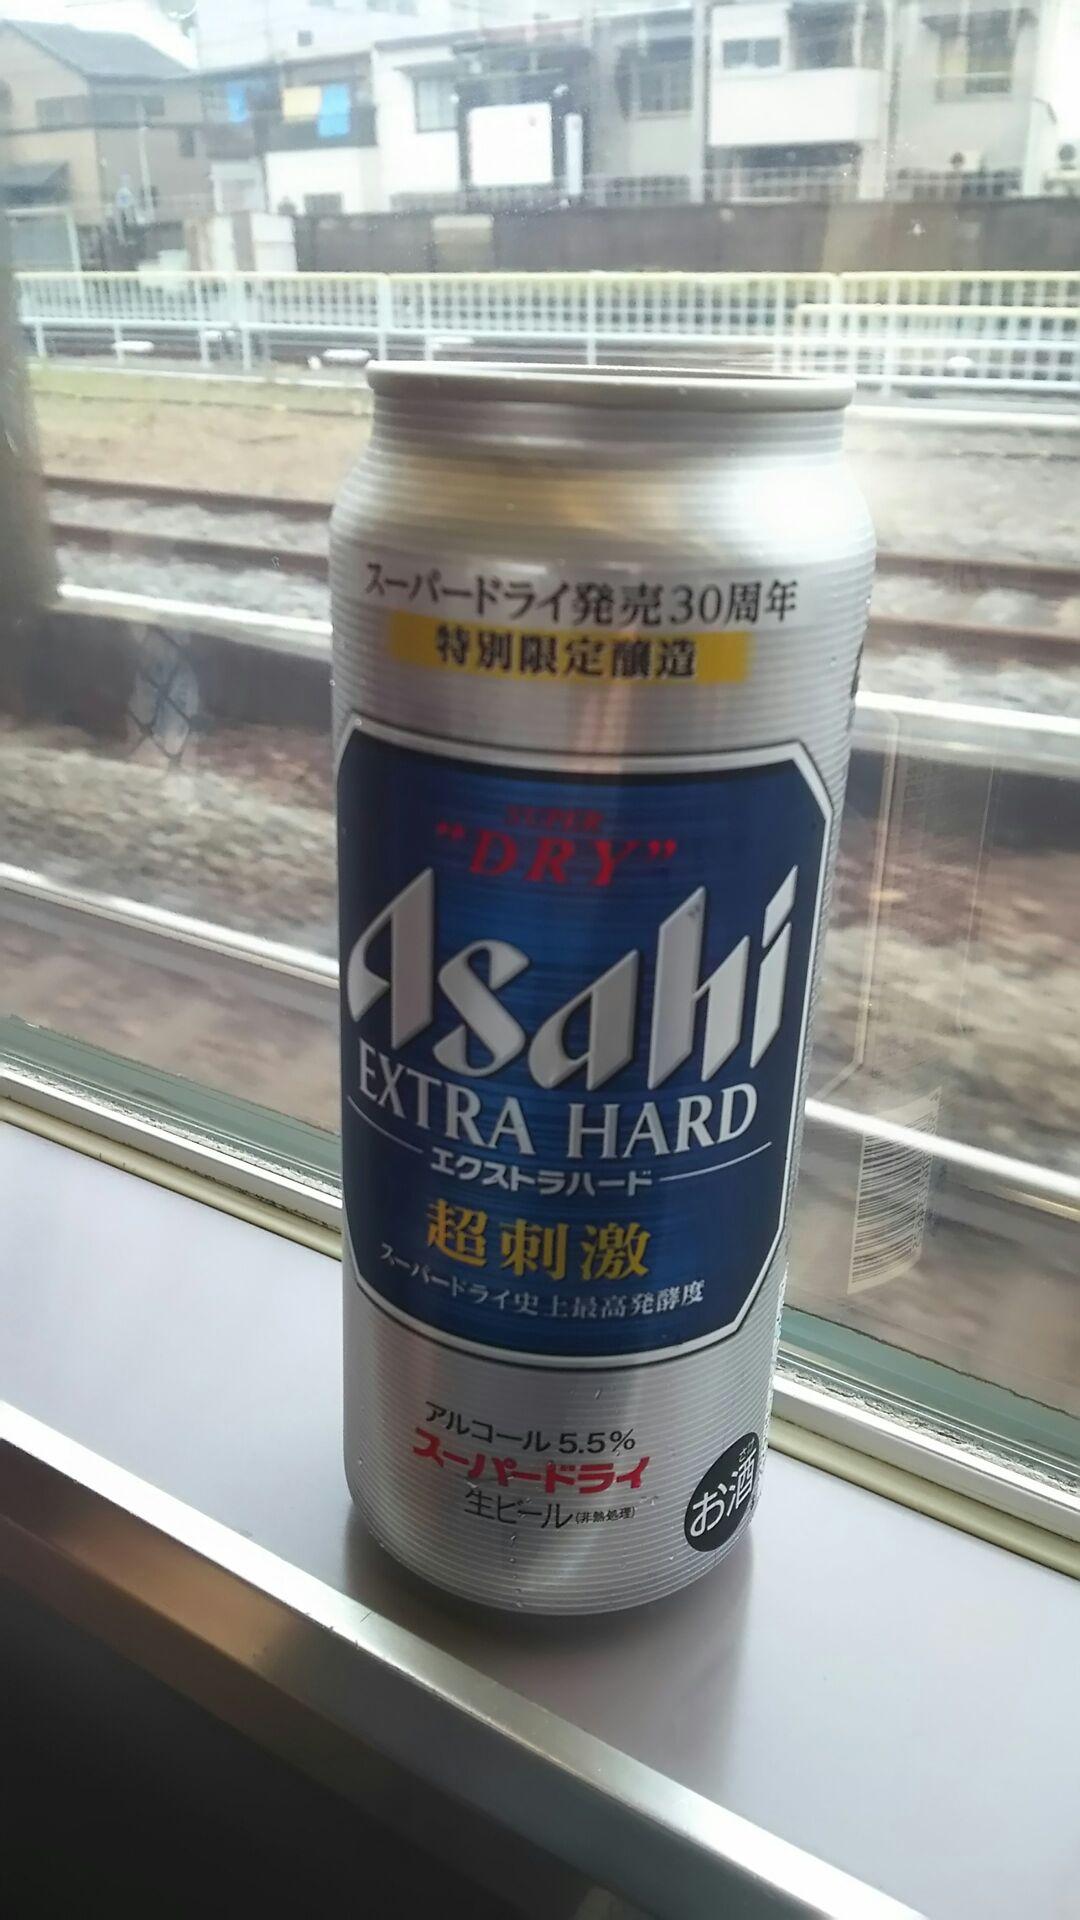 スーパードライ発売30周年
特別限定醸造
SUPER
"DRY"
Asahi
EXTRA HARD
エクストラハード
超刺激
スーパードライ史上最高発酵度
アルコール 5.5%
スーパードライ
生ビール(非熱処理)
さけ
お酒